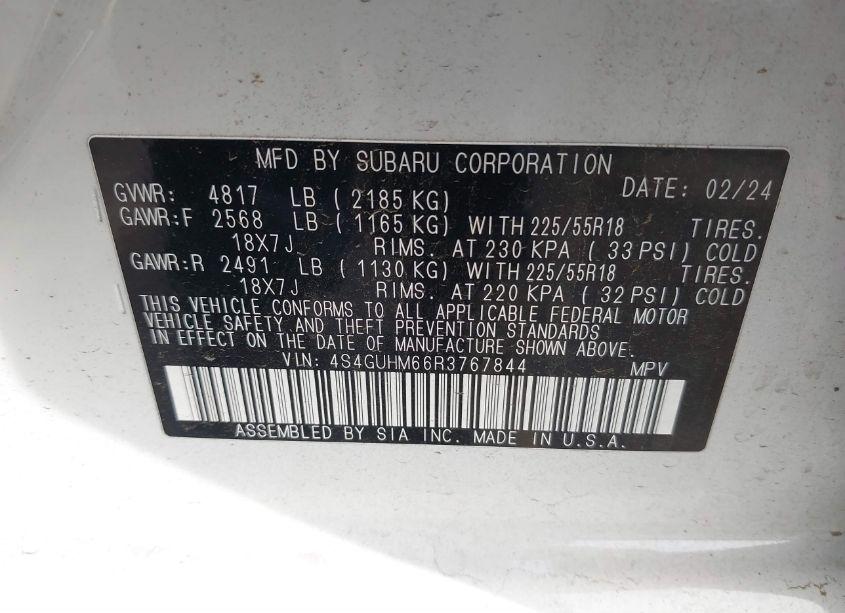 MFD BY SUBARU CORPORATION
DATE: 02/24
GVWR: 4817 LB ( 2185 KG)
GAWR:F 2568 LB ( 1165 KG) WITH 225/55R18 TIRES.
18X7J RIMS. AT 230 KPA ( 33 PSI) COLD
GAWR:R 2491 LB ( 1130 KG) WITH 225/55R18 TIRES.
18X7J RIMS. AT 220 KPA ( 32 PSI) COLD
THIS VEHICLE CONFORMS TO ALL APPLICABLE FEDERAL MOTOR
VEHICLE SAFETY AND THEFT PREVENTION STANDARDS
IN EFFECT ON THE DATE OF MANUFACTURE SHOWN ABOVE.
VIN: 4S4GUHM66R3767844 MPV
ASSEMBLED BY SIA INC. MADE IN U.S.A.